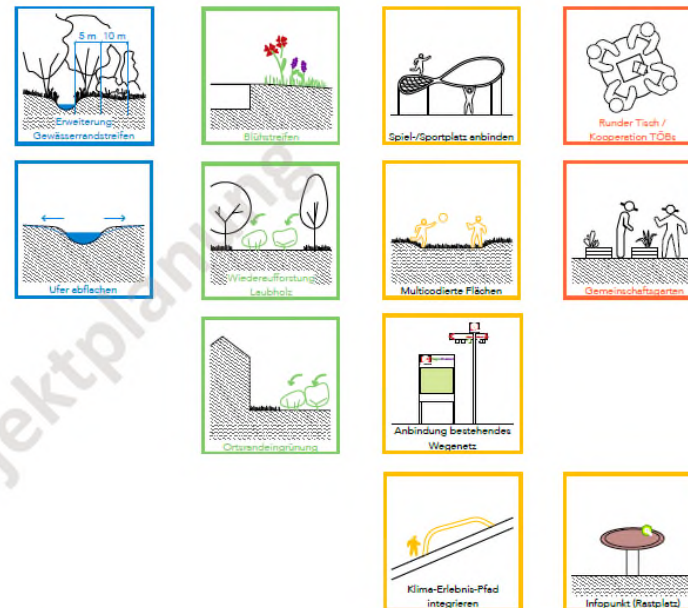 5 m 10 m
Erweiterung
Gewässerrandstreifen
Blühstreifen
Spiel-/Sportplatz anbinden
Runder Tisch /
Kooperation TÖBs
Ufer abflachen
Wiederaufforstung
Laubholz
Multicodierte Flächen
Gemeinschaftsgarten
Ortsrandeingrünung
Anbindung bestehendes
Wegenetz
Klima-Erlebnis-Pfad
integrieren
Infopunkt (Rastplatz)
jektplanung